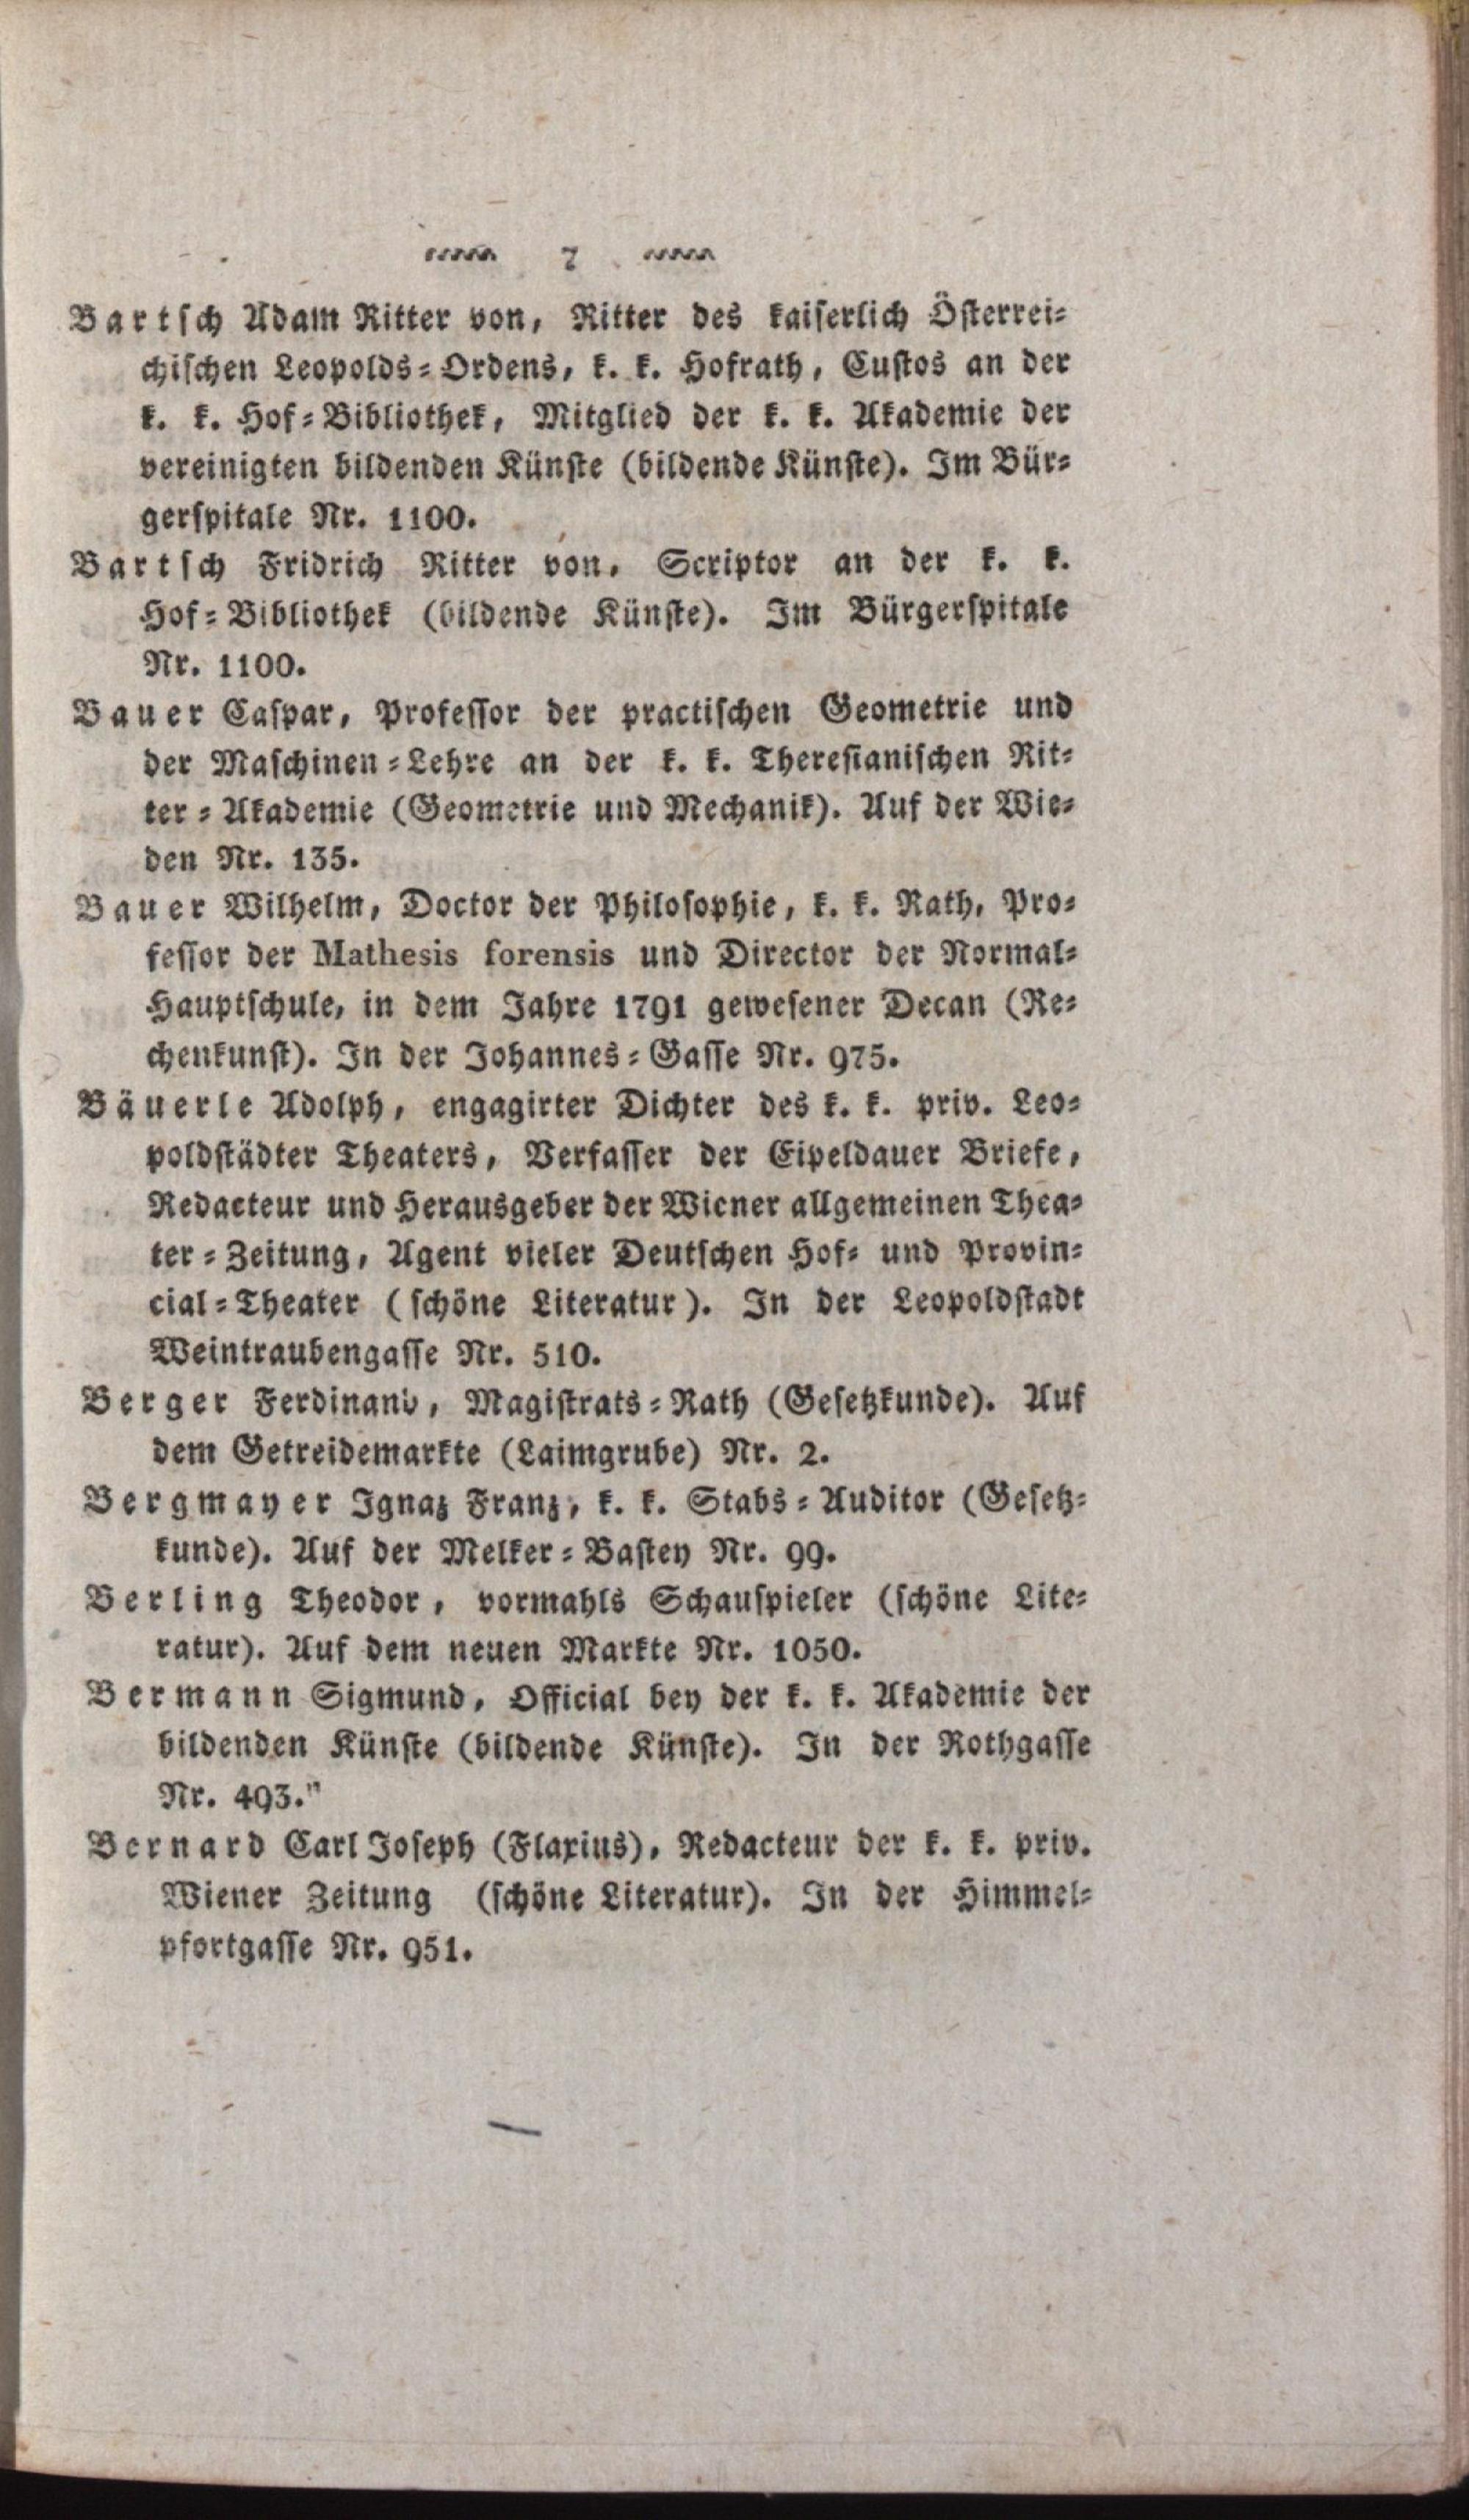 7
Bartsch Adam Ritter von, Ritter des kaiserlich Österrei-
chischen Leopolds-Ordens, k. k. Hofrath, Custos an der
k. k. Hof-Bibliothek, Mitglied der k. k. Akademie der
vereinigten bildenden Künste (bildende Künste). Im Bür-
gerspitale Nr. 1100.
Bartsch Fridrich Ritter von, Scriptor an der k. k.
Hof-Bibliothek (bildende Künste). Im Bürgerspitale
Nr. 1100.
Bauer Caspar, Professor der practischen Geometrie und
der Maschinen-Lehre an der k. k. Theresianischen Rit-
ter-Akademie (Geometrie und Mechanik). Auf der Wie-
den Nr. 135.
Bauer Wilhelm, Doctor der Philosophie, k. k. Rath, Pro-
fessor der Mathesis forensis und Director der Normal-
Hauptschule, in dem Jahre 1791 gewesener Decan (Re-
chenkunst). In der Johannes-Gasse Nr. 975.
Bäuerle Adolph, engagirter Dichter des k. k. priv. Leo-
poldstädter Theaters, Verfasser der Eipeldauer Briefe,
Redacteur und Herausgeber der Wiener allgemeinen Thea-
ter-Zeitung, Agent vieler Deutschen Hof- und Provin-
cial-Theater (schöne Literatur). In der Leopoldstadt
Weintraubengasse Nr. 510.
Berger Ferdinand, Magistrats-Rath (Gesetzkunde). Auf
dem Getreidemarkte (Laimgrube) Nr. 2.
Bergmayer Ignaz Franz, k. k. Stabs-Auditor (Gesetz-
kunde). Auf der Melker-Bastey Nr. 99.
Berling Theodor, vormahls Schauspieler (schöne Lite-
ratur). Auf dem neuen Markte Nr. 1050.
Bermann Sigmund, Official bey der k. k. Akademie der
bildenden Künste (bildende Künste). In der Rothgasse
Nr. 493."
Bernard Carl Joseph (Flaxius), Redacteur der k. k. priv.
Wiener Zeitung (schöne Literatur). In der Himmel-
pfortgasse Nr. 951.